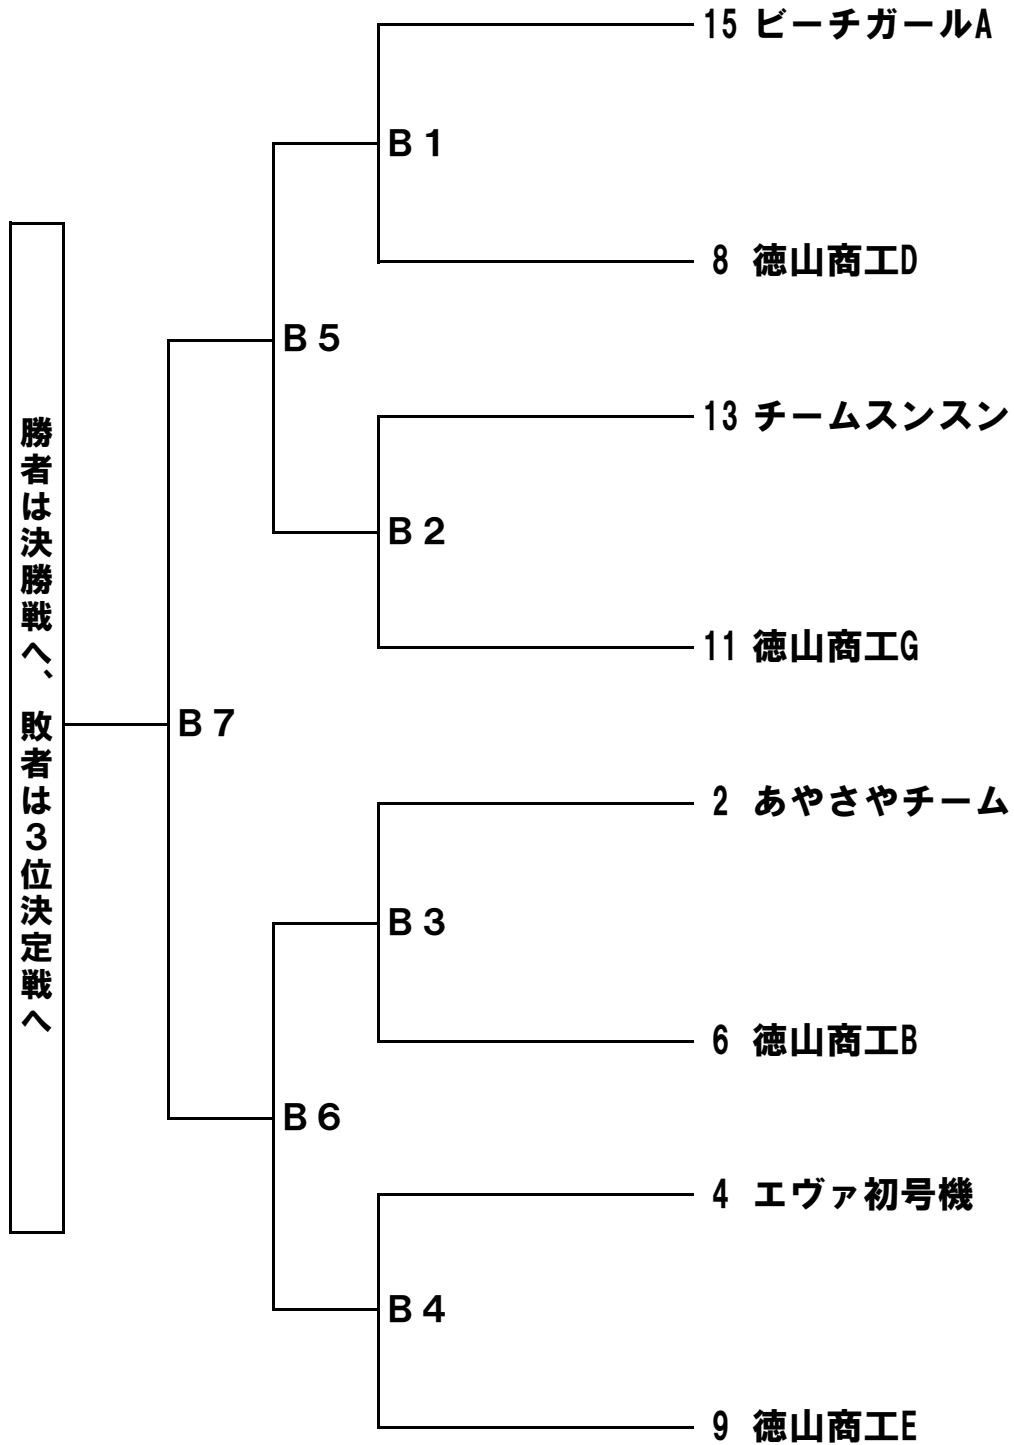 15 ビーチガールA
B1
8 徳山商工D
B5
13 チームスンスン
B2
11 徳山商工G
勝者は決勝戦へ、敗者は3位決定戦へ
B7
2 あやさやチーム
B3
6 徳山商工B
B6
4 エヴァ初号機
B4
9 徳山商工E